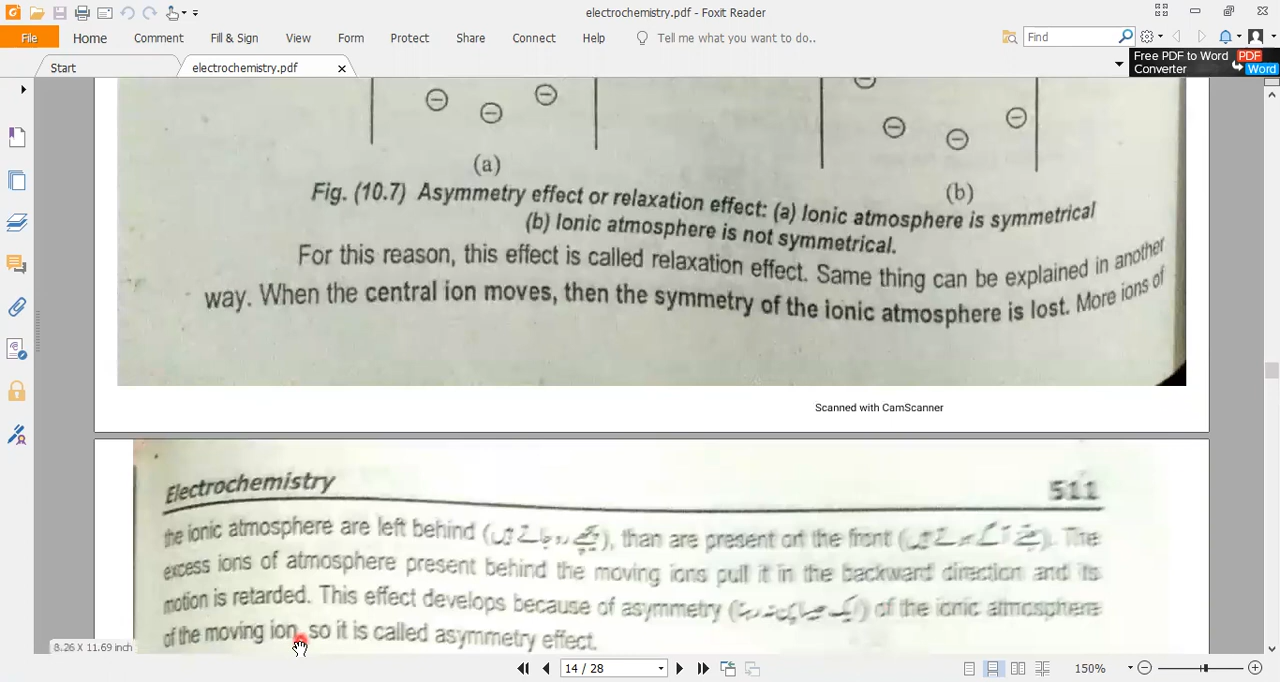 electrochemistry.pdf - Foxit Reader
File Home Comment Fill & Sign View Form Protect Share Connect Help Tell me what you want to do.. Find
Start electrochemistry.pdf Free PDF to Word Converter PDF Word
(a)
(b)
Fig. (10.7) Asymmetry effect or relaxation effect: (a) Ionic atmosphere is symmetrical
(b) Ionic atmosphere is not symmetrical.
For this reason, this effect is called relaxation effect. Same thing can be explained in another
way. When the central ion moves, then the symmetry of the ionic atmosphere is lost. More ions of
Scanned with CamScanner
Electrochemistry 511
the ionic atmosphere are left behind ( ), than are present on the front ( ). The
excess ions of atmosphere present behind the moving ions pull it in the backward direction and its
motion is retarded. This effect develops because of asymmetry ( ) of the ionic atmosphere
of the moving ion, so it is called asymmetry effect.
8.26 X 11.69 inch
14 / 28 150%